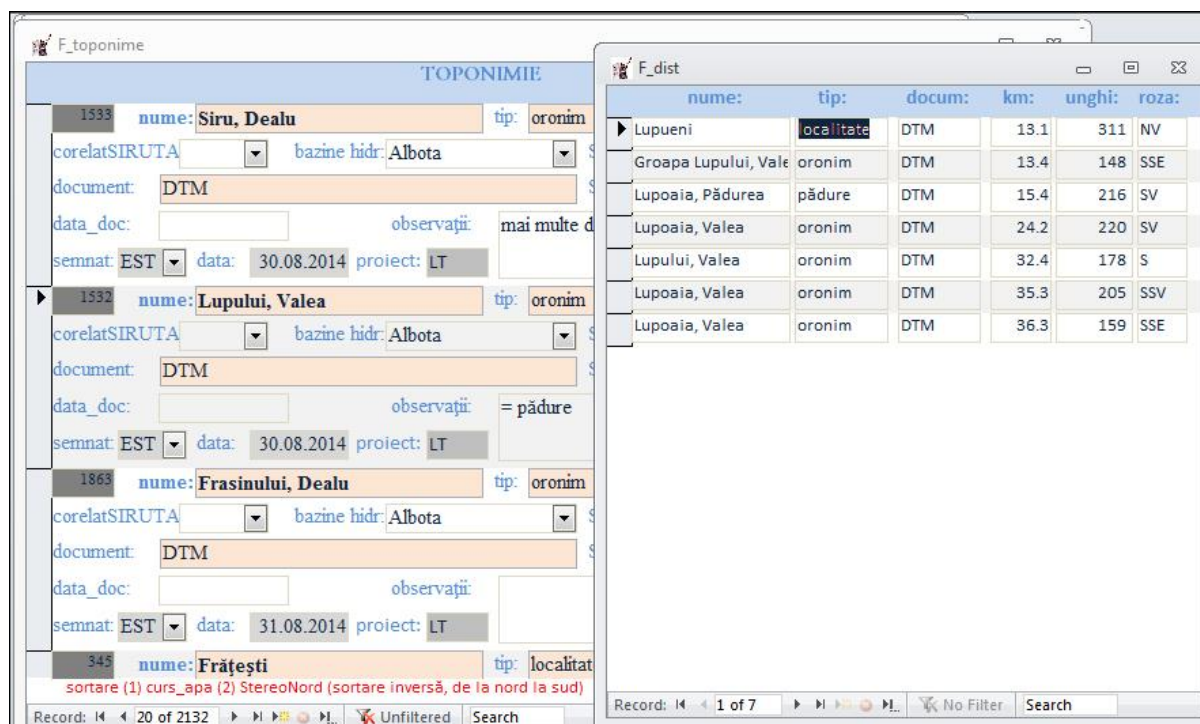 F_toponime
TOPONIMIE
1533 nume: Siru, Dealu tip: oronim
corelatSIRUTA bazine hidr: Albota
document: DTM
data_doc: observaţii: mai multe d
semnat: EST data: 30.08.2014 proiect: LT
1532 nume: Lupului, Valea tip: oronim
corelatSIRUTA bazine hidr: Albota
document: DTM
data_doc: observaţii: = pădure
semnat: EST data: 30.08.2014 proiect: LT
1863 nume: Frasinului, Dealu tip: oronim
corelatSIRUTA bazine hidr: Albota
document: DTM
data_doc: observaţii:
semnat: EST data: 31.08.2014 proiect: LT
345 nume: Frăţeşti tip: localitat
sortare (1) curs_apa (2) StereoNord (sortare inversă, de la nord la sud)
Record: 20 of 2132 Unfiltered Search
F_dist
nume: tip: docum: km: unghi: roza:
Lupueni localitate DTM 13.1 311 NV
Groapa Lupului, Vale oronim DTM 13.4 148 SSE
Lupoaia, Pădurea pădure DTM 15.4 216 SV
Lupoaia, Valea oronim DTM 24.2 220 SV
Lupului, Valea oronim DTM 32.4 178 S
Lupoaia, Valea oronim DTM 35.3 205 SSV
Lupoaia, Valea oronim DTM 36.3 159 SSE
Record: 1 of 7 No Filter Search